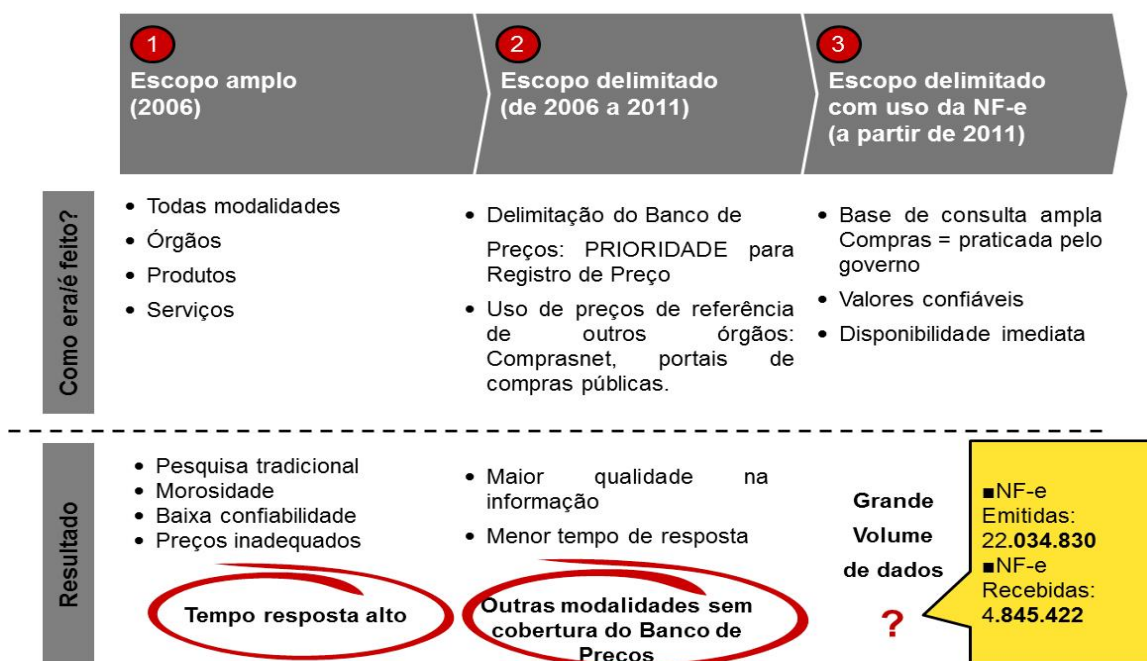 1
Escopo amplo
(2006)
2
Escopo delimitado
(de 2006 a 2011)
3
Escopo delimitado
com uso da NF-e
(a partir de 2011)
Como era/é feito?
• Todas modalidades
• Órgãos
• Produtos
• Serviços
• Delimitação do Banco de
Preços: PRIORIDADE para
Registro de Preço
• Uso de preços de referência
de outros órgãos:
Comprasnet, portais de
compras públicas.
• Base de consulta ampla
Compras = praticada pelo
governo
• Valores confiáveis
• Disponibilidade imediata
Resultado
• Pesquisa tradicional
• Morosidade
• Baixa confiabilidade
• Preços inadequados
Tempo resposta alto
• Maior qualidade na
informação
• Menor tempo de resposta
Outras modalidades sem
cobertura do Banco de
Preços
Grande
Volume
de dados
?
■NF-e
Emitidas:
22.034.830
■NF-e
Recebidas:
4.845.422